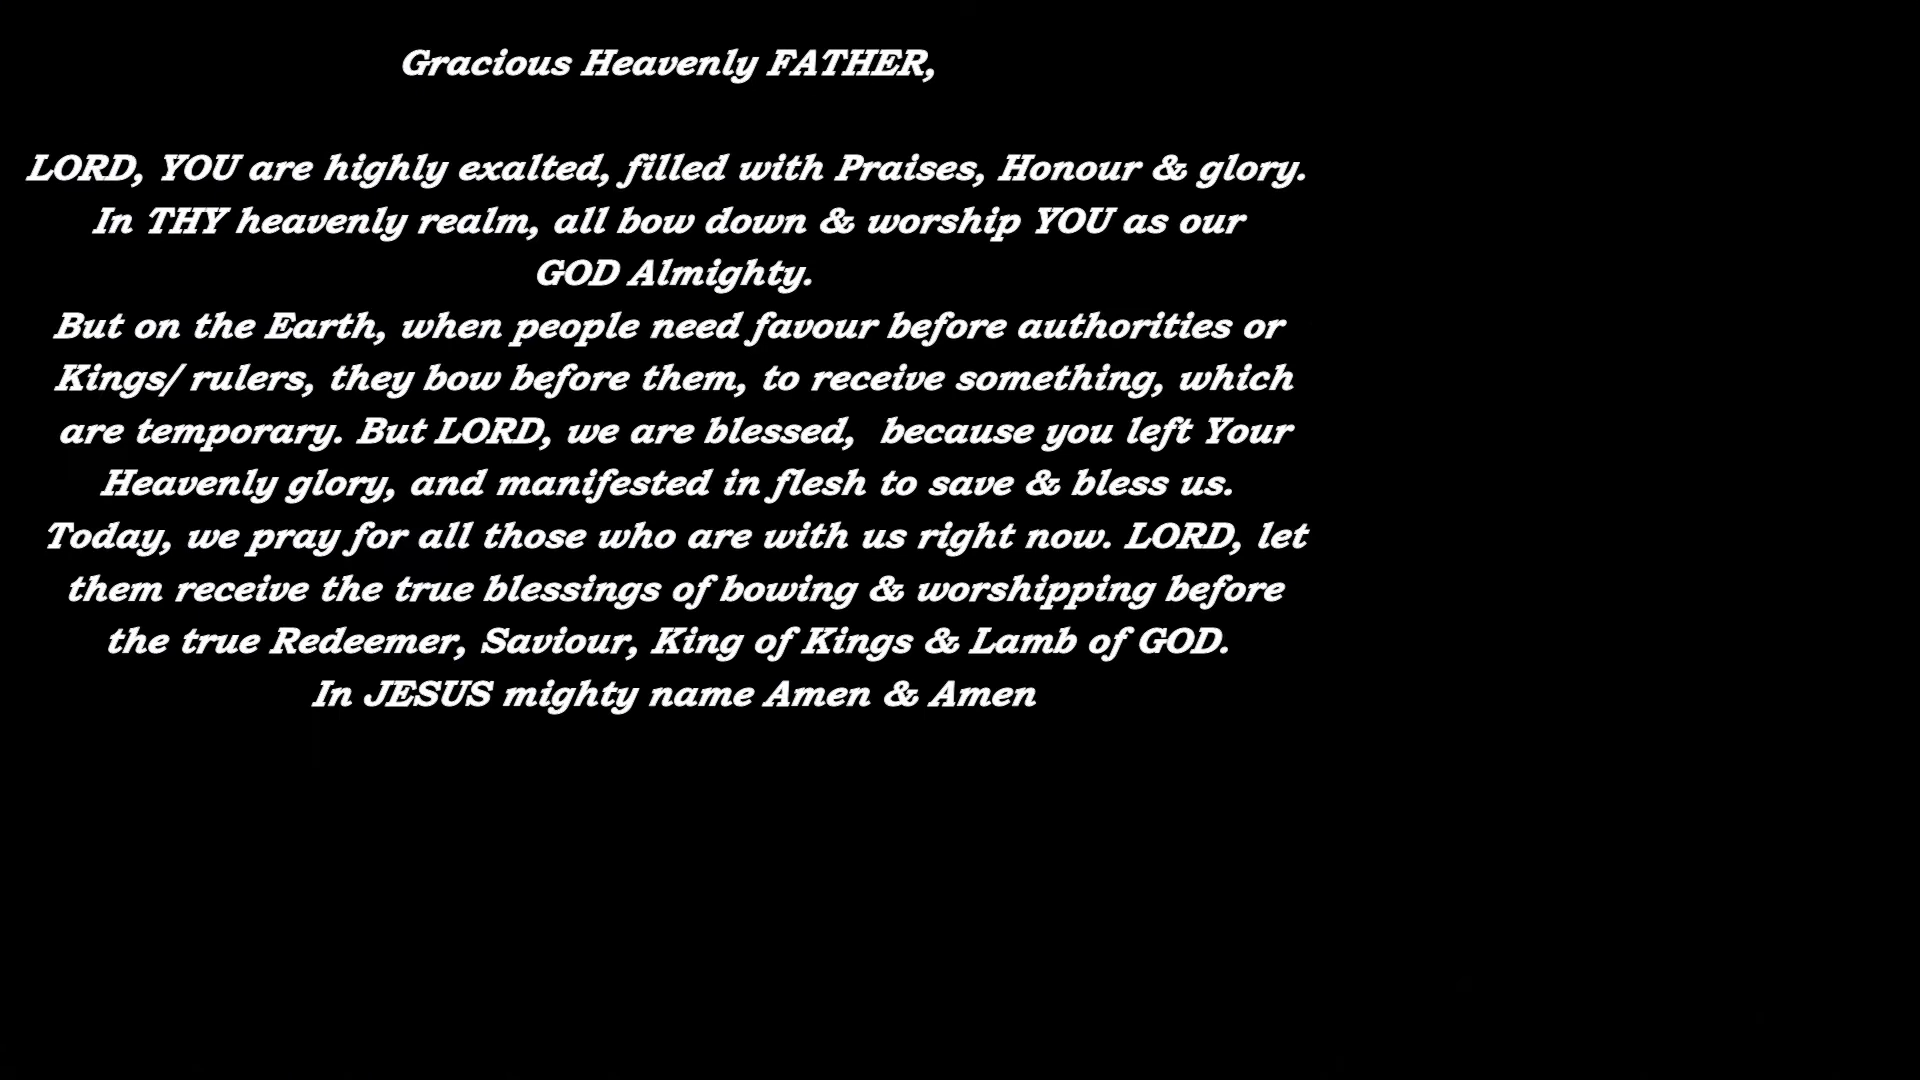 Gracious Heavenly FATHER,
LORD, YOU are highly exalted, filled with Praises, Honour & glory.
In THY heavenly realm, all bow down & worship YOU as our
GOD Almighty.
But on the Earth, when people need favour before authorities or
Kings/ rulers, they bow before them, to receive something, which
are temporary. But LORD, we are blessed,  because you left Your
Heavenly glory, and manifested in flesh to save & bless us.
Today, we pray for all those who are with us right now. LORD, let
them receive the true blessings of bowing & worshipping before
the true Redeemer, Saviour, King of Kings & Lamb of GOD.
In JESUS mighty name Amen & Amen